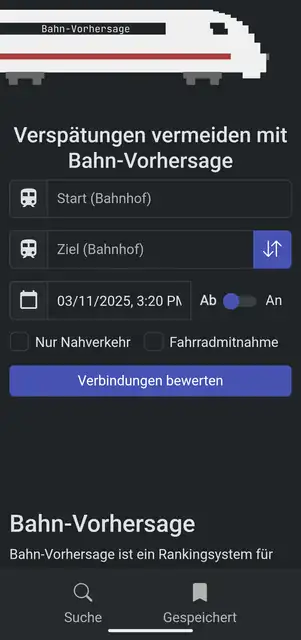 Bahn-Vorhersage
Verspätungen vermeiden mit
Bahn-Vorhersage
Start (Bahnhof)
Ziel (Bahnhof)
03/11/2025, 3:20 PM
Ab
An
Nur Nahverkehr
Fahrradmitnahme
Verbindungen bewerten
Bahn-Vorhersage
Bahn-Vorhersage ist ein Rankingsystem für
Suche
Gespeichert